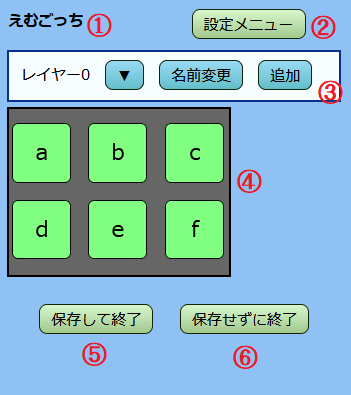 えむごっち ①
設定メニュー ②
レイヤー0 ▼ 名前変更 追加 ③
a b c
④
d e f
保存して終了 保存せずに終了
⑤ ⑥